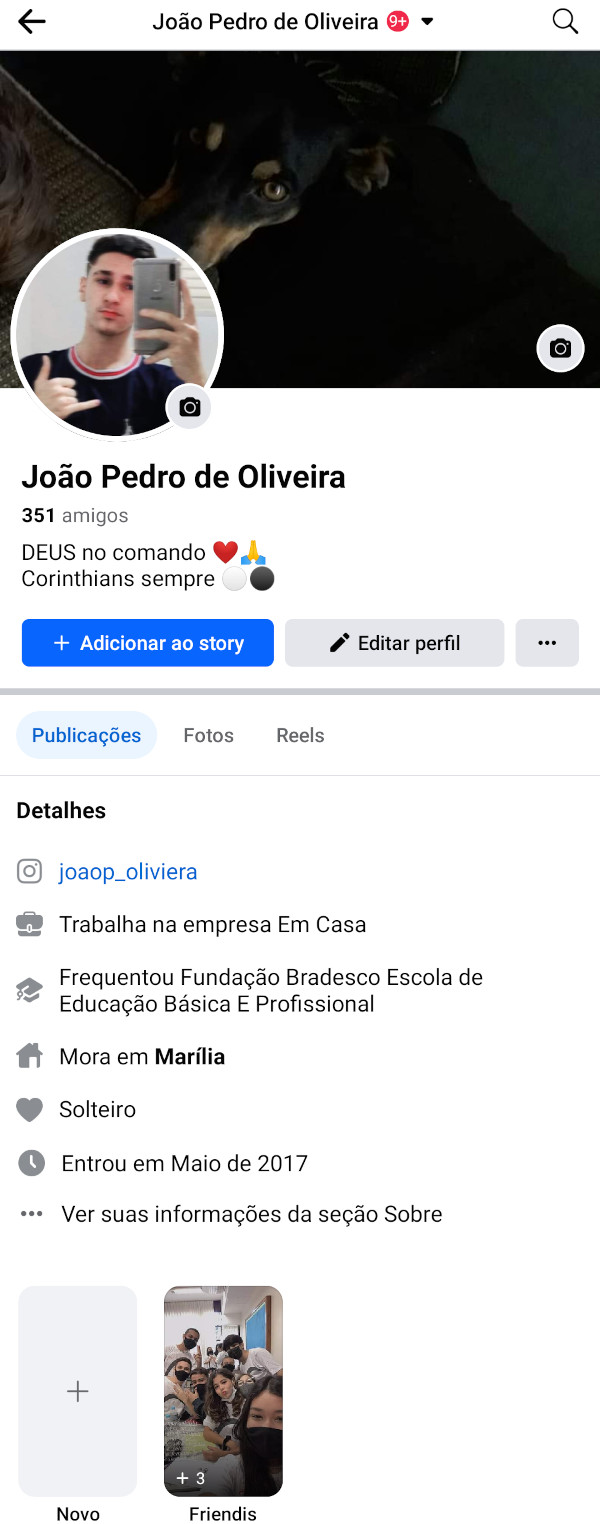 João Pedro de Oliveira 9+
João Pedro de Oliveira
351 amigos
DEUS no comando ❤️🙏
Corinthians sempre ⚪⚫
+ Adicionar ao story
Editar perfil
Publicações Fotos Reels
Detalhes
joaop_oliviera
Trabalha na empresa Em Casa
Frequentou Fundação Bradesco Escola de
Educação Básica E Profissional
Mora em Marília
Solteiro
Entrou em Maio de 2017
Ver suas informações da seção Sobre
+ 3
Novo
Friendis